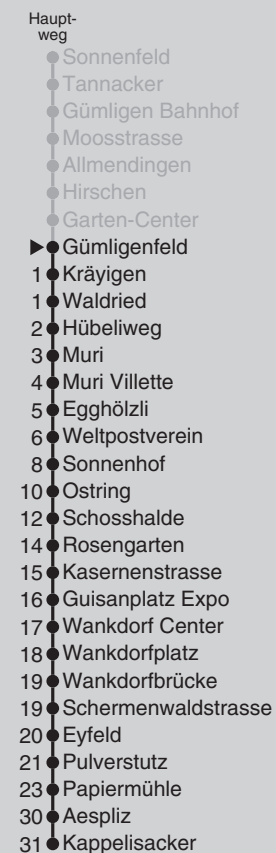 Haupt-
weg
Sonnenfeld
Tannacker
Gümligen Bahnhof
Moosstrasse
Allmendingen
Hirschen
Garten-Center
Gümligenfeld
1 Kräyigen
1 Waldried
2 Hübeliweg
3 Muri
4 Muri Villette
5 Egghölzli
6 Weltpostverein
8 Sonnenhof
10 Ostring
12 Schosshalde
14 Rosengarten
15 Kasernenstrasse
16 Guisanplatz Expo
17 Wankdorf Center
18 Wankdorfplatz
19 Wankdorfbrücke
19 Schermenwaldstrasse
20 Eyfeld
21 Pulverstutz
23 Papiermühle
30 Aespliz
31 Kappelisacker